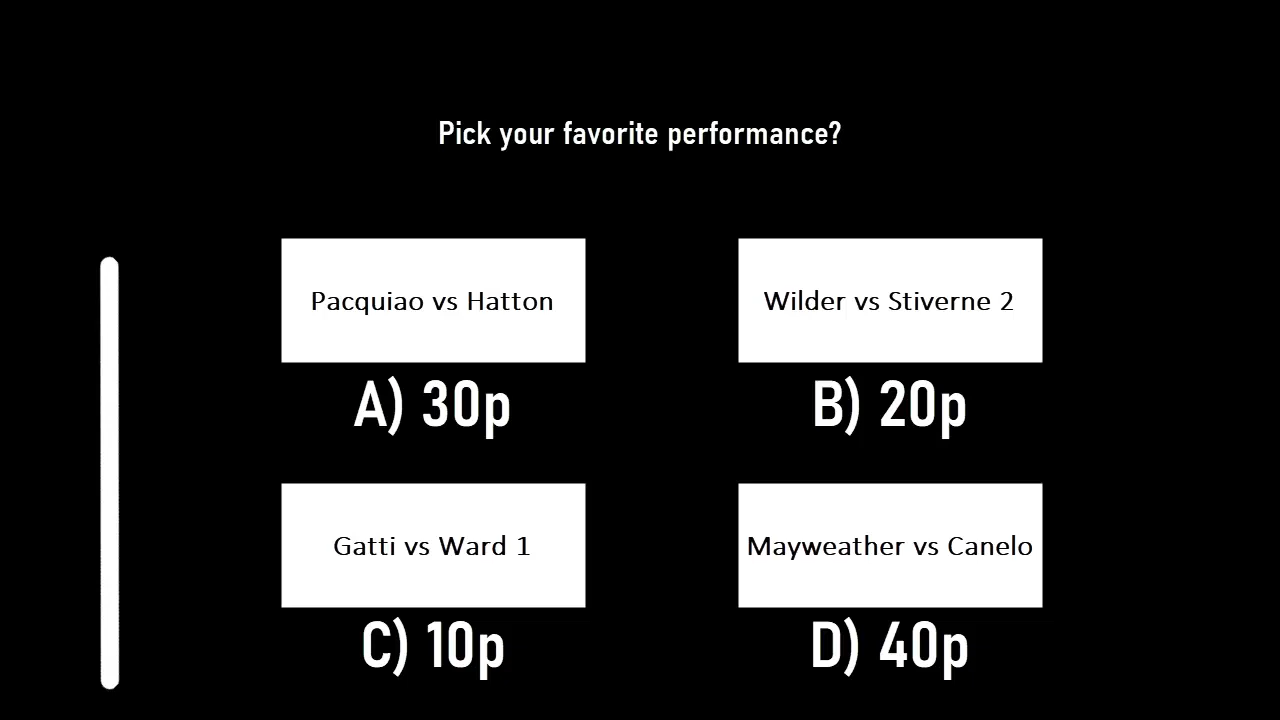 Pick your favorite performance?
Pacquiao vs Hatton
Wilder vs Stiverne 2
A) 30p
B) 20p
Gatti vs Ward 1
Mayweather vs Canelo
C) 10p
D) 40p